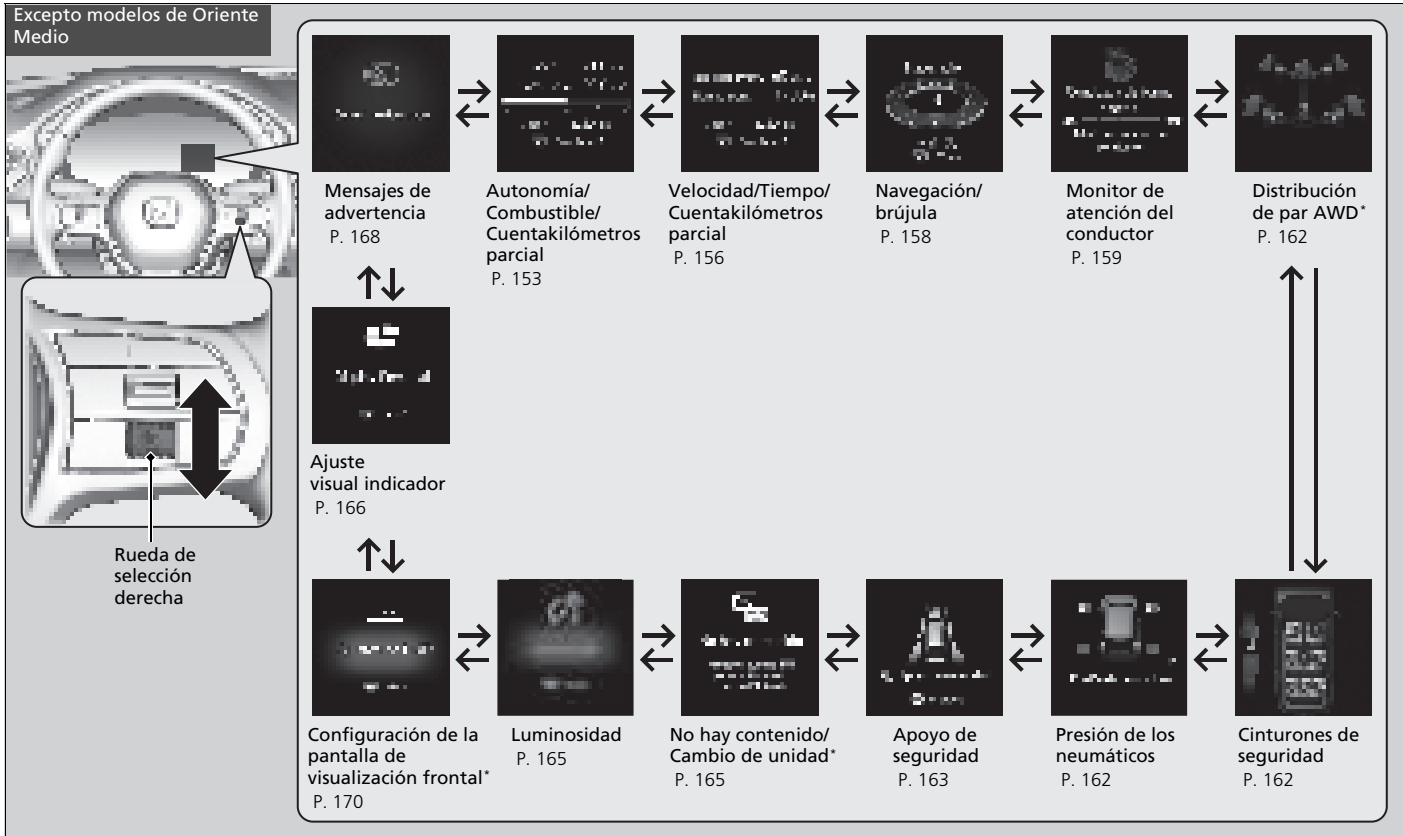 Excepto modelos de Oriente
Medio
Mensajes de
advertencia
P. 168
Autonomía/
Combustible/
Cuentakilómetros
parcial
P. 153
Velocidad/Tiempo/
Cuentakilómetros
parcial
P. 156
Navegación/
brújula
P. 158
Monitor de
atención del
conductor
P. 159
Distribución
de par AWD*
P. 162
Ajuste
visual indicador
P. 166
Rueda de
selección
derecha
Configuración de la
pantalla de
visualización frontal*
P. 170
Luminosidad
P. 165
No hay contenido/
Cambio de unidad*
P. 165
Apoyo de
seguridad
P. 163
Presión de los
neumáticos
P. 162
Cinturones de
seguridad
P. 162